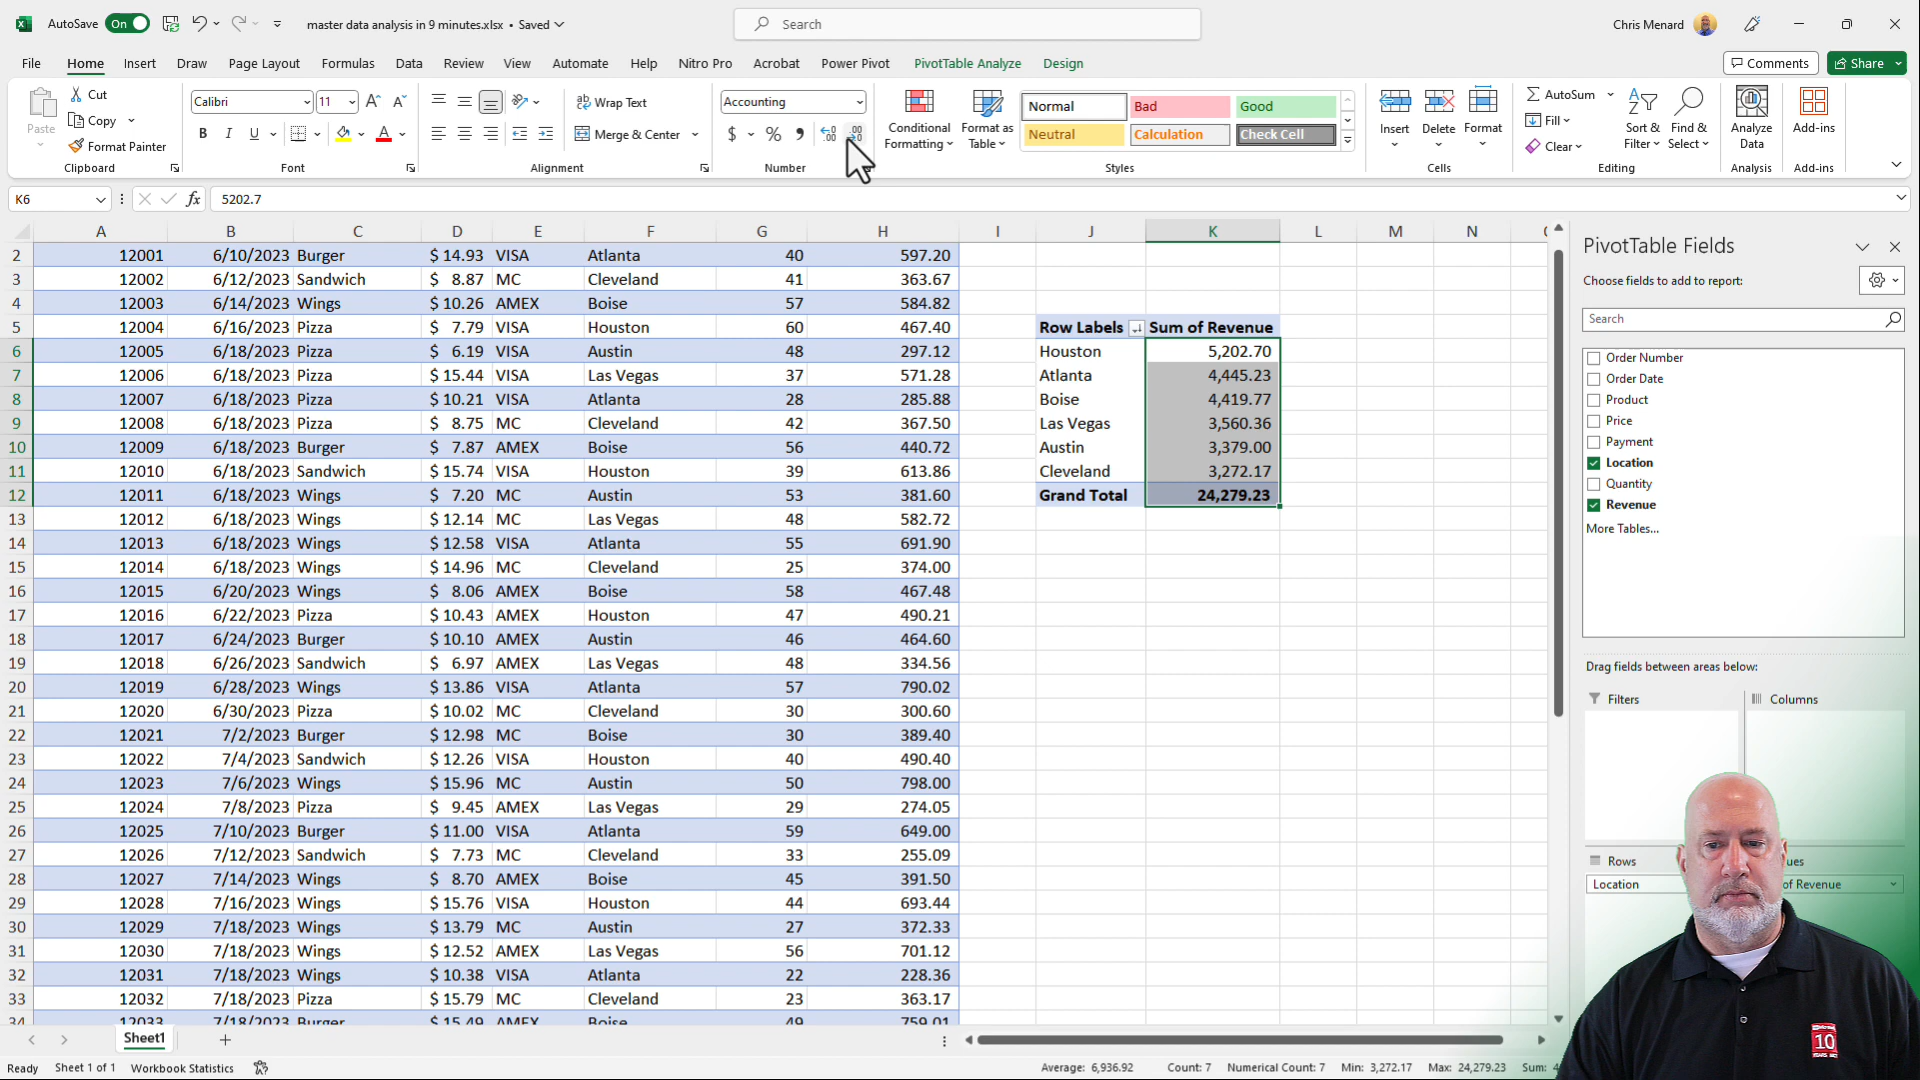 AutoSave On master data analysis in 9 minutes.xlsx • Saved Search Chris Menard
File Home Insert Draw Page Layout Formulas Data Review View Automate Help Nitro Pro Acrobat Power Pivot PivotTable Analyze Design Comments Share
Paste Cut Copy Format Painter Clipboard
Calibri 11 B I U A Font
Wrap Text Merge & Center Alignment
Accounting $ % Number
Conditional Formatting Format as Table Normal Bad Good Neutral Calculation Check Cell Styles
Insert Delete Format Cells
AutoSum Fill Clear Sort & Filter Find & Select Editing
Analyze Data Analysis Add-ins Add-ins
K6 fx 5202.7
A B C D E F G H I J K L M N
2 12001 6/10/2023 Burger $ 14.93 VISA Atlanta 40 597.20
3 12002 6/12/2023 Sandwich $ 8.87 MC Cleveland 41 363.67
4 12003 6/14/2023 Wings $ 10.26 AMEX Boise 57 584.82
5 12004 6/16/2023 Pizza $ 7.79 VISA Houston 60 467.40 Row Labels Sum of Revenue
6 12005 6/18/2023 Pizza $ 6.19 VISA Austin 48 297.12 Houston 5,202.70
7 12006 6/18/2023 Pizza $ 15.44 VISA Las Vegas 37 571.28 Atlanta 4,445.23
8 12007 6/18/2023 Pizza $ 10.21 VISA Atlanta 28 285.88 Boise 4,419.77
9 12008 6/18/2023 Pizza $ 8.75 MC Cleveland 42 367.50 Las Vegas 3,560.36
10 12009 6/18/2023 Burger $ 7.87 AMEX Boise 56 440.72 Austin 3,379.00
11 12010 6/18/2023 Sandwich $ 15.74 VISA Houston 39 613.86 Cleveland 3,272.17
12 12011 6/18/2023 Wings $ 7.20 MC Austin 53 381.60 Grand Total 24,279.23
13 12012 6/18/2023 Wings $ 12.14 MC Las Vegas 48 582.72
14 12013 6/18/2023 Wings $ 12.58 VISA Atlanta 55 691.90
15 12014 6/18/2023 Wings $ 14.96 MC Cleveland 25 374.00
16 12015 6/20/2023 Wings $ 8.06 AMEX Boise 58 467.48
17 12016 6/22/2023 Pizza $ 10.43 AMEX Houston 47 490.21
18 12017 6/24/2023 Burger $ 10.10 AMEX Austin 46 464.60
19 12018 6/26/2023 Sandwich $ 6.97 AMEX Las Vegas 48 334.56
20 12019 6/28/2023 Wings $ 13.86 VISA Atlanta 57 790.02
21 12020 6/30/2023 Pizza $ 10.02 MC Cleveland 30 300.60
22 12021 7/2/2023 Burger $ 12.98 MC Boise 30 389.40
23 12022 7/4/2023 Sandwich $ 12.26 VISA Houston 40 490.40
24 12023 7/6/2023 Wings $ 15.96 MC Austin 50 798.00
25 12024 7/8/2023 Pizza $ 9.45 AMEX Las Vegas 29 274.05
26 12025 7/10/2023 Burger $ 11.00 VISA Atlanta 59 649.00
27 12026 7/12/2023 Sandwich $ 7.73 MC Cleveland 33 255.09
28 12027 7/14/2023 Wings $ 8.70 AMEX Boise 45 391.50
29 12028 7/16/2023 Wings $ 15.76 VISA Houston 44 693.44
30 12029 7/18/2023 Wings $ 13.79 MC Austin 27 372.33
31 12030 7/18/2023 Wings $ 12.52 AMEX Las Vegas 56 701.12
32 12031 7/18/2023 Wings $ 10.38 VISA Atlanta 22 228.36
33 12032 7/18/2023 Pizza $ 15.79 MC Cleveland 23 363.17
34 12033 7/18/2023 Burger $ 15.49 AMEX Boise 49 759.01
PivotTable Fields
Choose fields to add to report:
Search
Order Number
Order Date
Product
Price
Payment
Location
Quantity
Revenue
More Tables...
Drag fields between areas below:
Filters Columns
Rows ues
Location of Revenue
10
Sheet1
Ready Sheet 1 of 1 Workbook Statistics Average: 6,936.92 Count: 7 Numerical Count: 7 Min: 3,272.17 Max: 24,279.23 Sum: 4